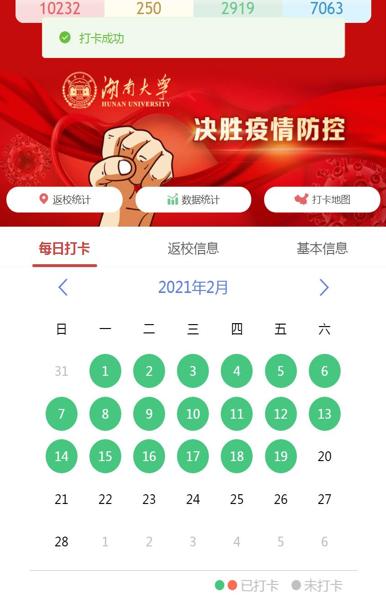 10232 250 2919 7063
打卡成功
湖南大学
HUNAN UNIVERSITY
决胜疫情防控
返校统计 数据统计 打卡地图
每日打卡 返校信息 基本信息
2021年2月
日 一 二 三 四 五 六
31 1 2 3 4 5 6
7 8 9 10 11 12 13
14 15 16 17 18 19 20
21 22 23 24 25 26 27
28 1 2 3 4 5 6
已打卡 未打卡